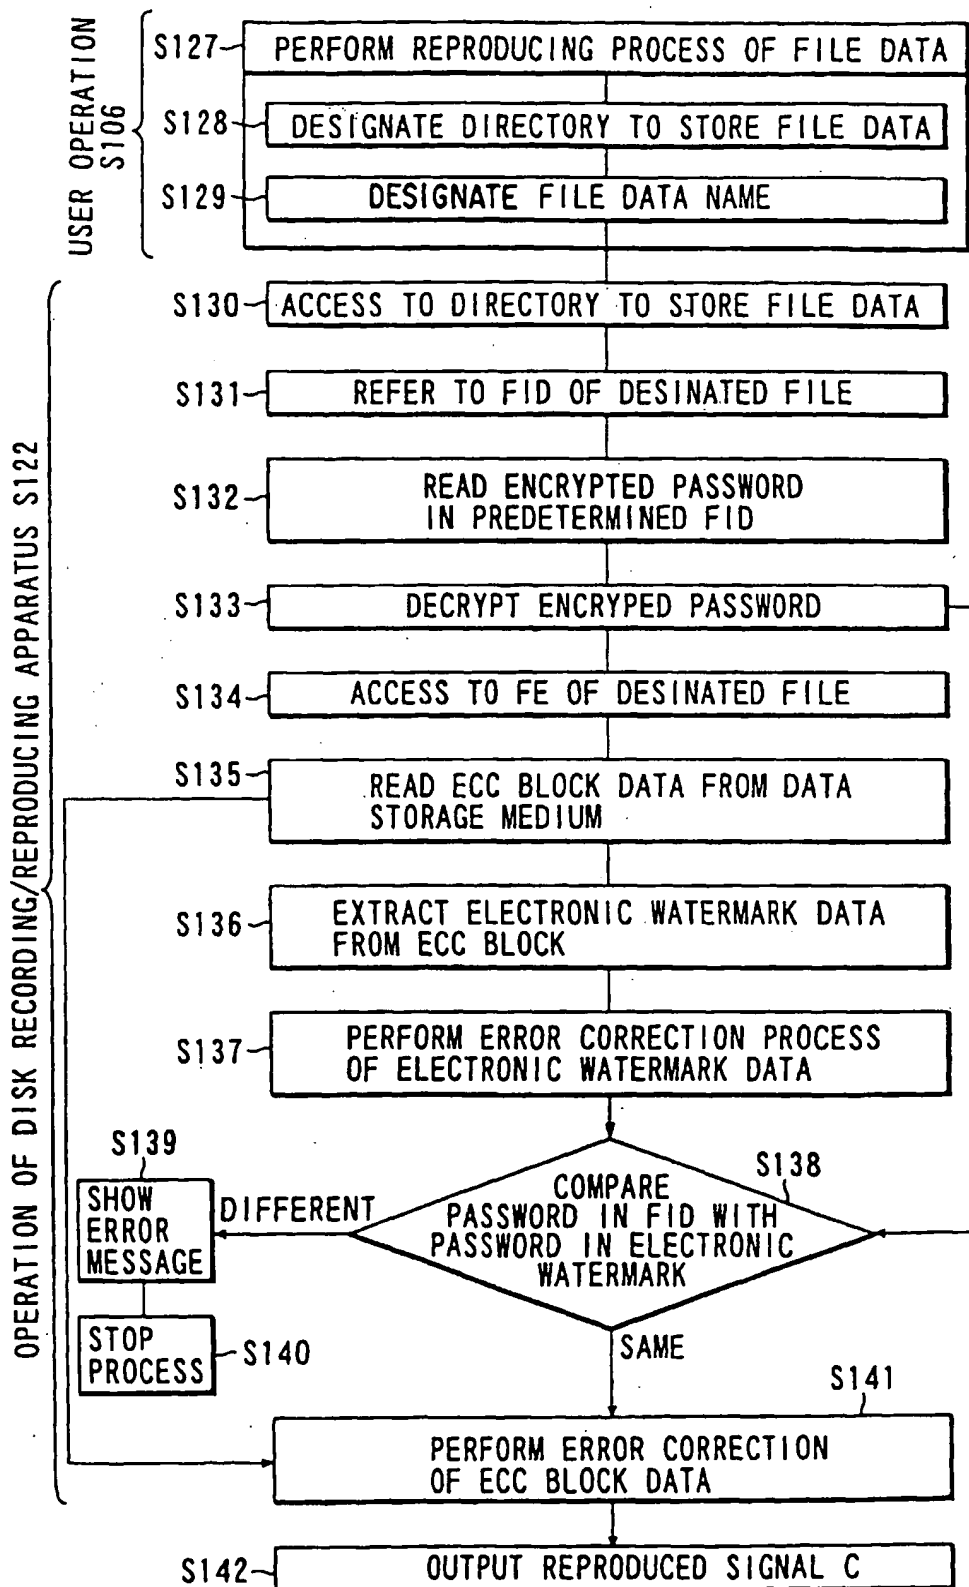 USER OPERATION
S106
S127
PERFORM REPRODUCING PROCESS OF FILE DATA
S128
DESIGNATE DIRECTORY TO STORE FILE DATA
S129
DESIGNATE FILE DATA NAME
OPERATION OF DISK RECORDING/REPRODUCING APPARATUS S122
S130
ACCESS TO DIRECTORY TO STORE FILE DATA
S131
REFER TO FID OF DESINATED FILE
S132
READ ENCRYPTED PASSWORD
IN PREDETERMINED FID
S133
DECRYPT ENCRYPED PASSWORD
S134
ACCESS TO FE OF DESINATED FILE
S135
READ ECC BLOCK DATA FROM DATA
STORAGE MEDIUM
S136
EXTRACT ELECTRONIC WATERMARK DATA
FROM ECC BLOCK
S137
PERFORM ERROR CORRECTION PROCESS
OF ELECTRONIC WATERMARK DATA
S138
COMPARE
PASSWORD IN FID WITH
PASSWORD IN ELECTRONIC
WATERMARK
DIFFERENT
S139
SHOW
ERROR
MESSAGE
STOP
PROCESS
S140
SAME
S141
PERFORM ERROR CORRECTION
OF ECC BLOCK DATA
S142
OUTPUT REPRODUCED SIGNAL C